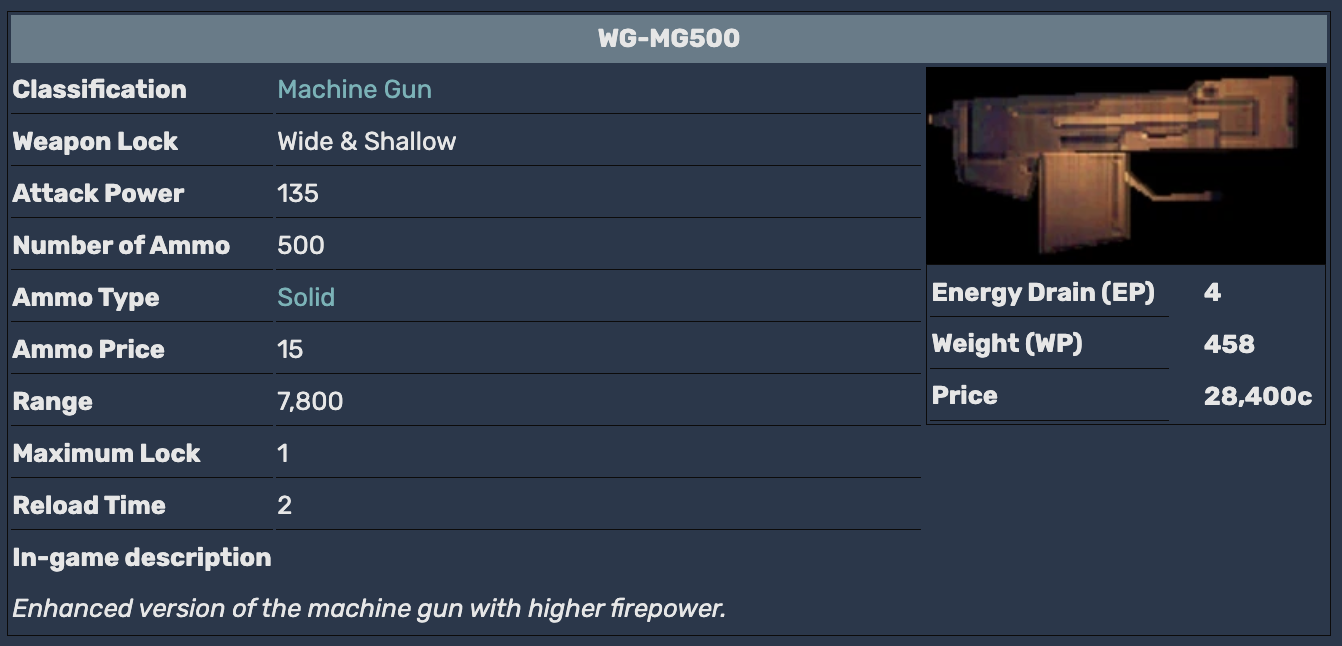 WG-MG500
Classification Machine Gun
Weapon Lock Wide & Shallow
Attack Power 135
Number of Ammo 500
Ammo Type Solid
Ammo Price 15
Range 7,800
Maximum Lock 1
Reload Time 2
Energy Drain (EP) 4
Weight (WP) 458
Price 28,400c
In-game description
Enhanced version of the machine gun with higher firepower.